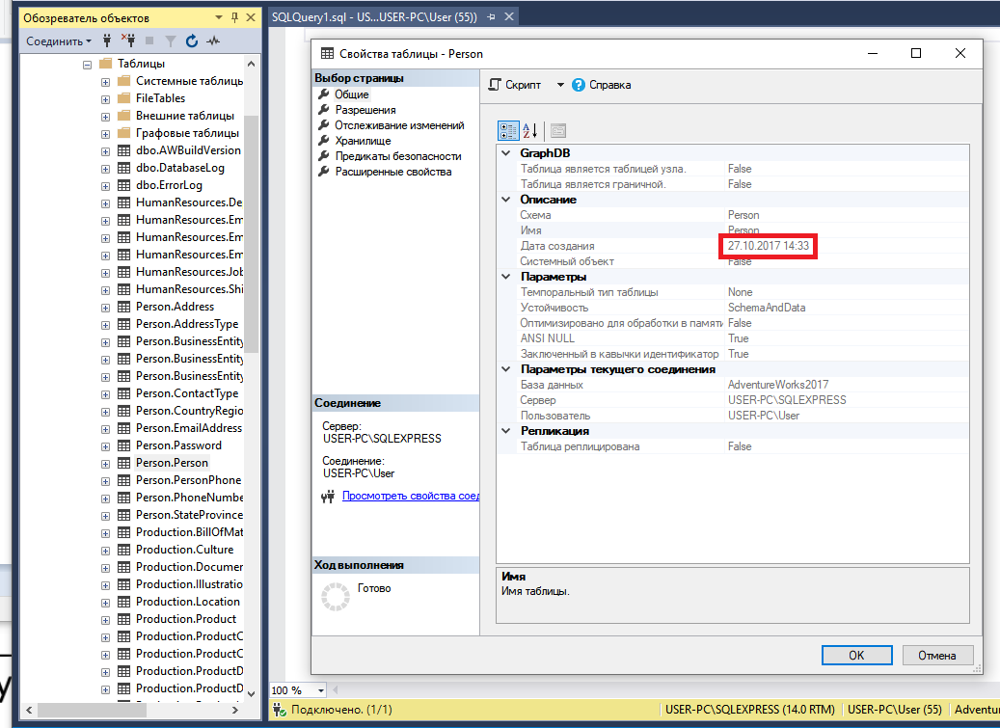 Обозреватель объектов
Соединить
Таблицы
Системные таблицы
FileTables
Внешние таблицы
Графовые таблицы
dbo.AWBuildVersion
dbo.DatabaseLog
dbo.ErrorLog
HumanResources.De
HumanResources.Em
HumanResources.Em
HumanResources.Em
HumanResources.Job
HumanResources.Shi
Person.Address
Person.AddressType
Person.BusinessEntity
Person.BusinessEntity
Person.BusinessEntity
Person.ContactType
Person.CountryRegio
Person.EmailAddress
Person.Password
Person.Person
Person.PersonPhone
Person.PhoneNumbe
Person.StateProvince
Production.BillOfMat
Production.Culture
Production.Documen
Production.Illustratio
Production.Location
Production.Product
Production.ProductC
Production.ProductC
Production.ProductD
Production.ProductD
SQLQuery1.sql - US...USER-PC\User (55))
Свойства таблицы - Person
Выбор страницы
Общие
Разрешения
Отслеживание изменений
Хранилище
Предикаты безопасности
Расширенные свойства
Соединение
Сервер:
USER-PC\SQLEXPRESS
Соединение:
USER-PC\User
Просмотреть свойства соед
Ход выполнения
Готово
Скрипт Справка
GraphDB
Таблица является таблицей узла. False
Таблица является граничной. False
Описание
Схема Person
Имя Person
Дата создания 27.10.2017 14:33
Системный объект False
Параметры
Темпоральный тип таблицы None
Устойчивость SchemaAndData
Оптимизировано для обработки в памяти False
ANSI NULL True
Заключенный в кавычки идентификатор True
Параметры текущего соединения
База данных AdventureWorks2017
Сервер USER-PC\SQLEXPRESS
Пользователь USER-PC\User
Репликация
Таблица реплицирована False
Имя
Имя таблицы.
OK Отмена
100 %
Подключено. (1/1) USER-PC\SQLEXPRESS (14.0 RTM) USER-PC\User (55) Adventu